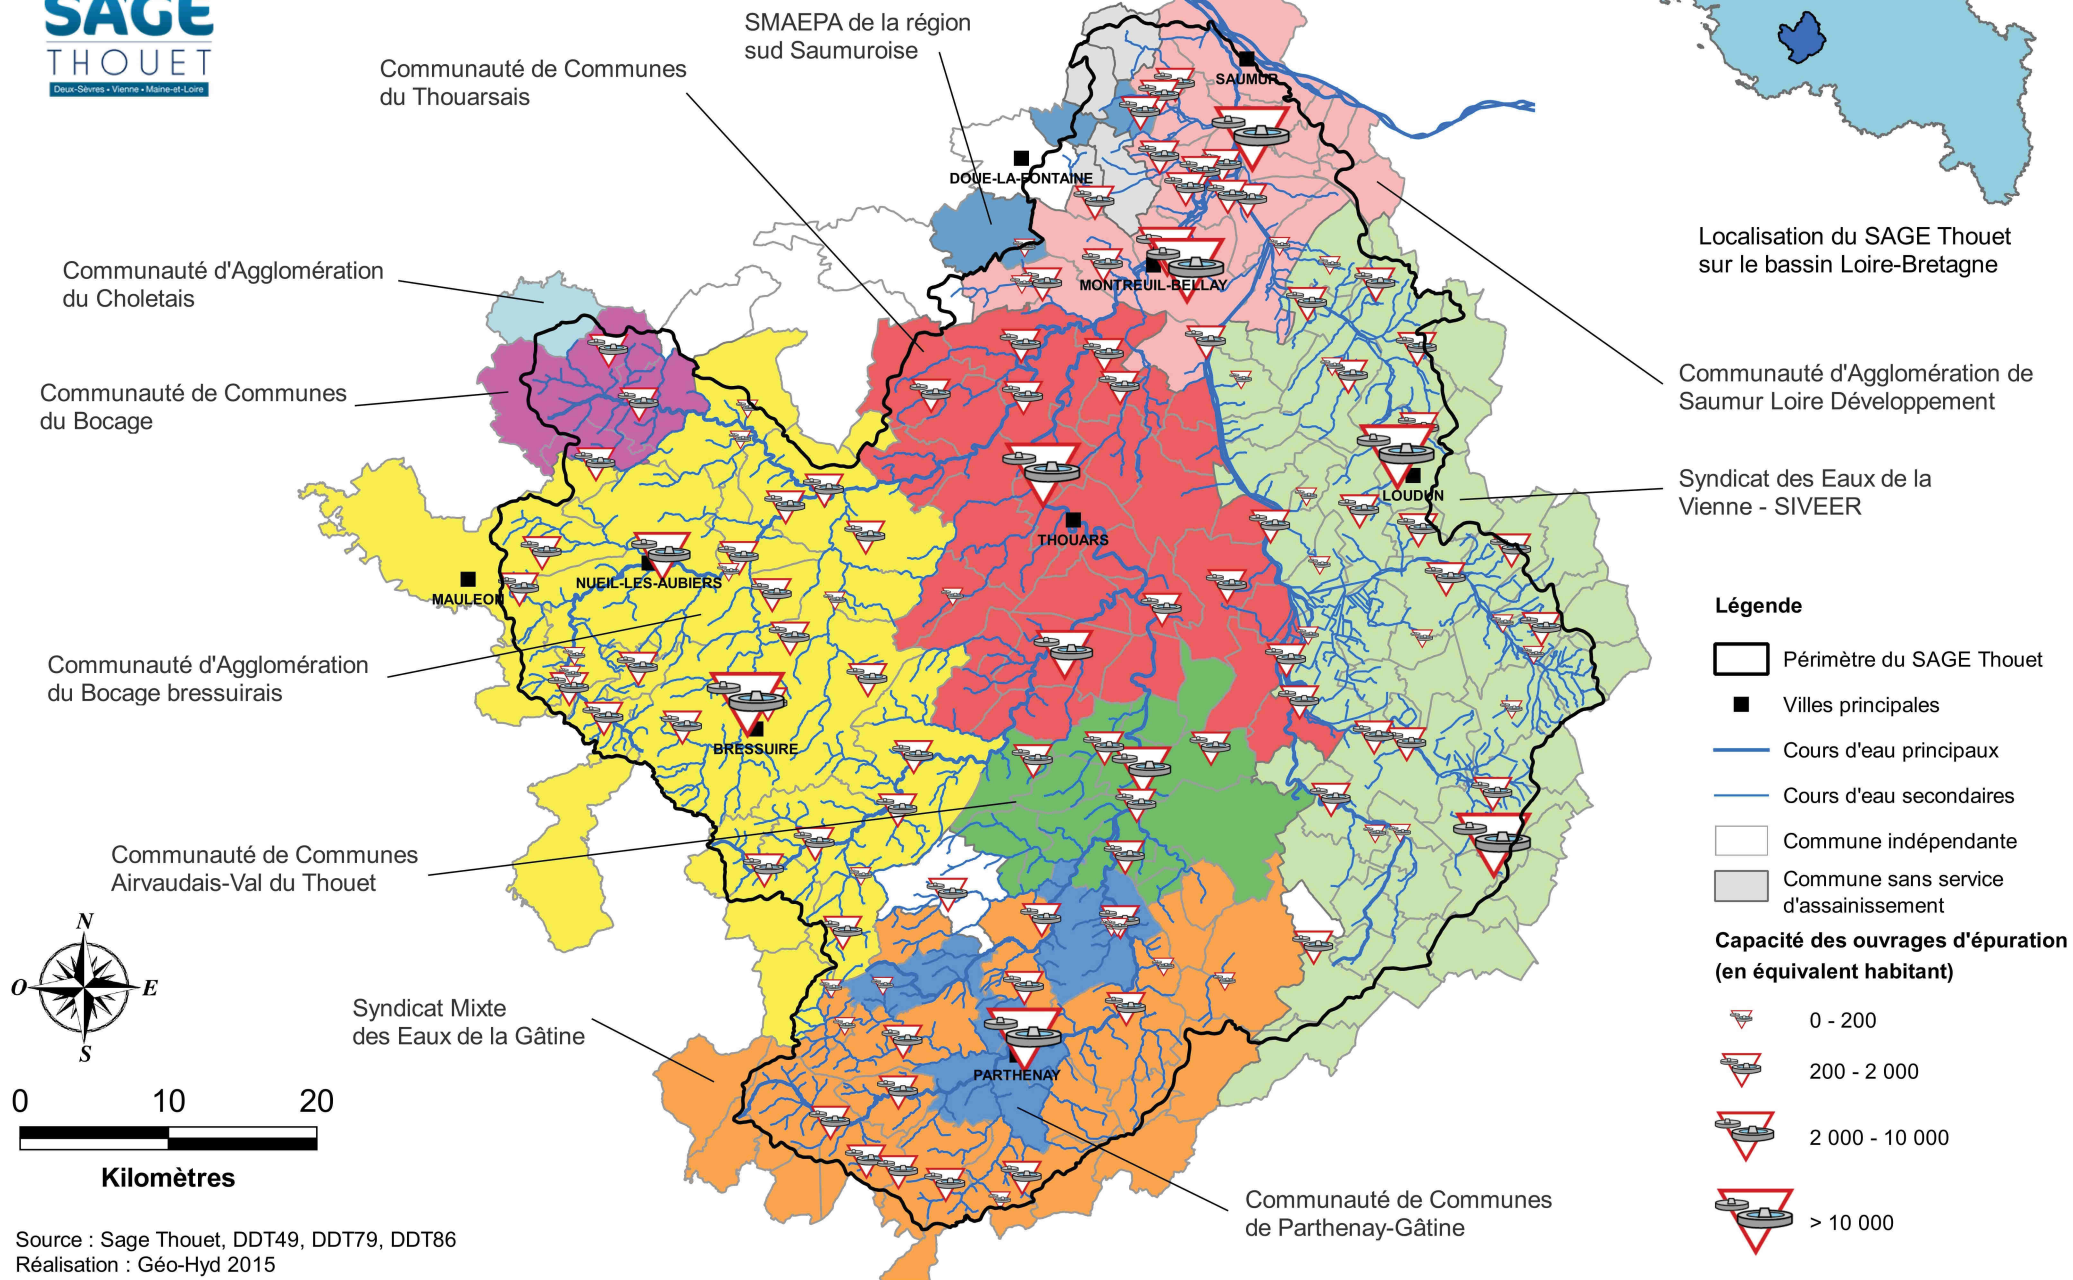 SAGE
THOUET
Deux-Sèvres • Vienne • Maine-et-Loire
SMAEPA de la région
sud Saumuroise
Communauté de Communes
du Thouarsais
Communauté d'Agglomération
du Choletais
Communauté de Communes
du Bocage
Communauté d'Agglomération
du Bocage bressuirais
Communauté de Communes
Airvaudais-Val du Thouet
Syndicat Mixte
des Eaux de la Gâtine
Communauté de Communes
de Parthenay-Gâtine
SAUMUR
DOUE-LA-FONTAINE
MONTREUIL-BELLAY
LOUDUN
THOUARS
NUEIL-LES-AUBIERS
MAULEON
BRESSUIRE
PARTHENAY
Localisation du SAGE Thouet
sur le bassin Loire-Bretagne
Communauté d'Agglomération de
Saumur Loire Développement
Syndicat des Eaux de la
Vienne - SIVEER
Légende
Périmètre du SAGE Thouet
Villes principales
Cours d'eau principaux
Cours d'eau secondaires
Commune indépendante
Commune sans service
d'assainissement
Capacité des ouvrages d'épuration
(en équivalent habitant)
0 - 200
200 - 2 000
2 000 - 10 000
> 10 000
N
O E
S
0 10 20
Kilomètres
Source : Sage Thouet, DDT49, DDT79, DDT86
Réalisation : Géo-Hyd 2015